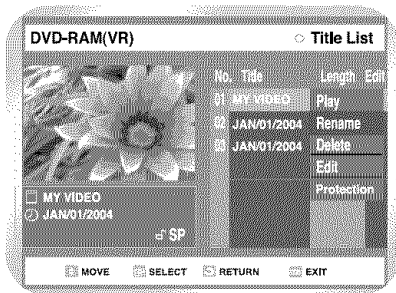 DVD-RAM(VR) Title List
No. Title Length Edit
01 MY VIDEO Play
02 JAN/01/2004 Rename
03 JAN/01/2004 Delete
Edit
Protection
MY VIDEO
JAN/01/2004
SP
MOVE SELECT RETURN EXIT